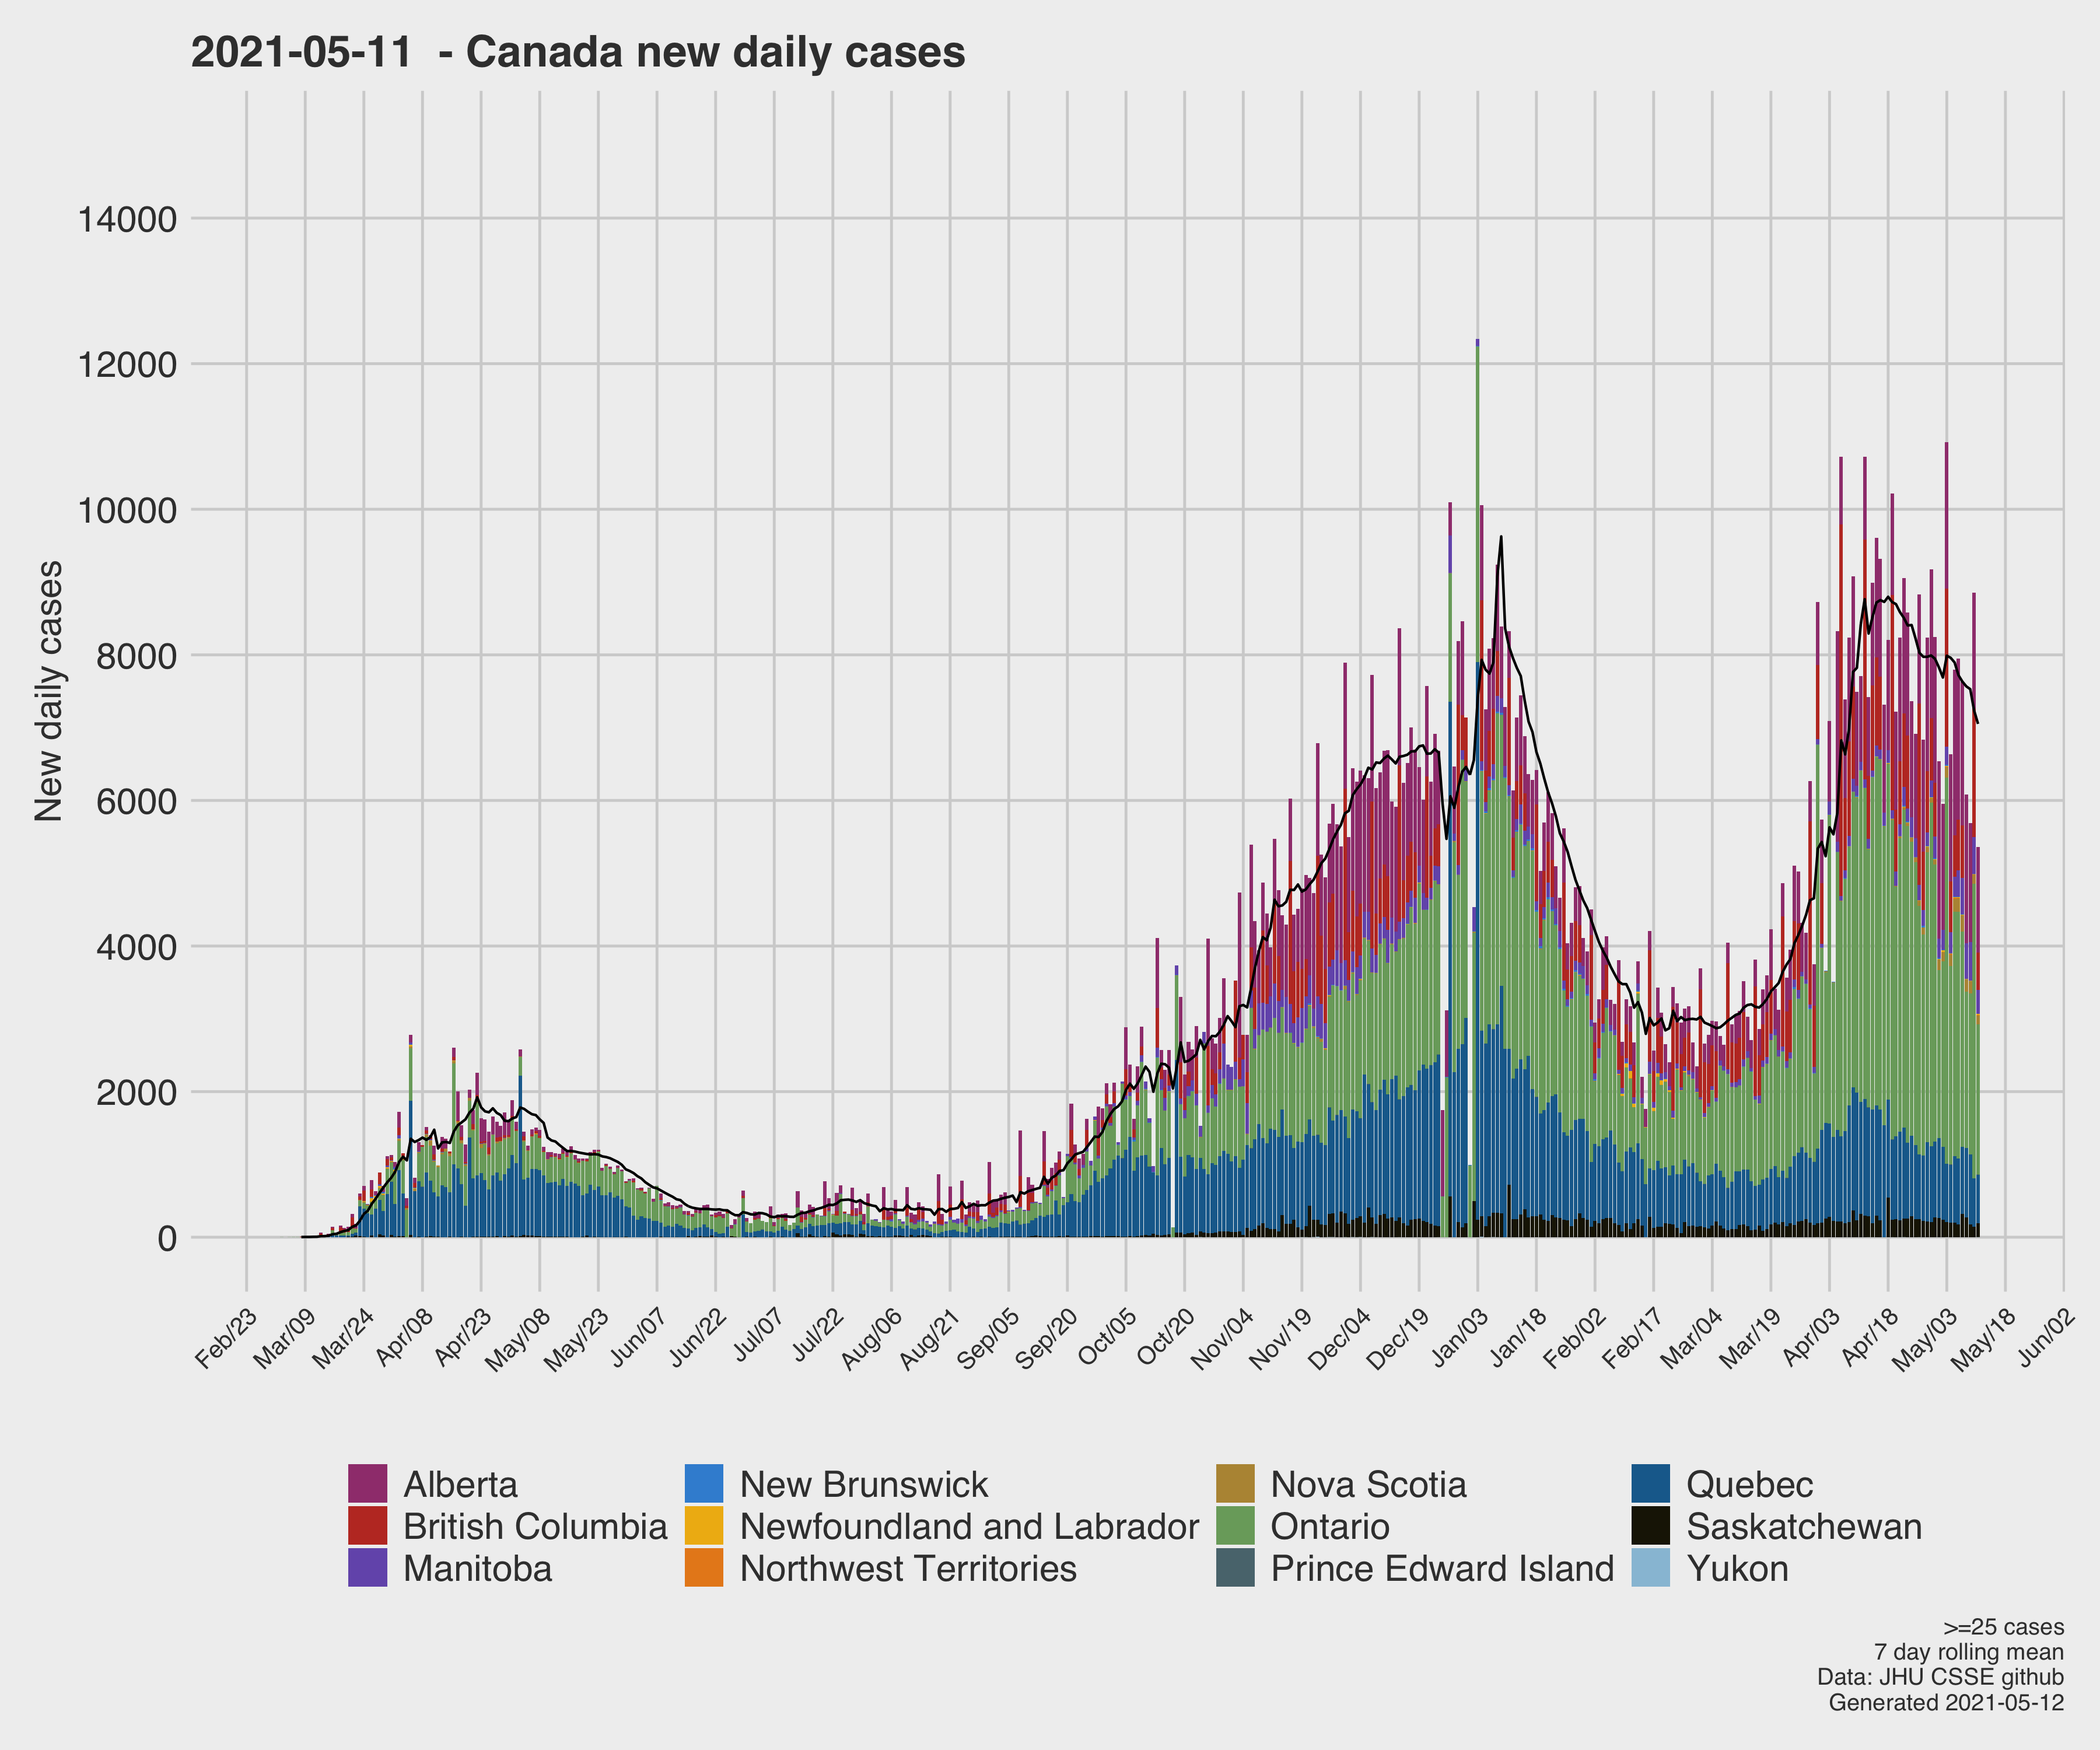 2021-05-11  - Canada new daily cases
New daily cases
14000
12000
10000
8000
6000
4000
2000
0
Feb/23 Mar/09 Mar/24 Apr/08 Apr/23 May/08 May/23 Jun/07 Jun/22 Jul/07 Jul/22 Aug/06 Aug/21 Sep/05 Sep/20 Oct/05 Oct/20 Nov/04 Nov/19 Dec/04 Dec/19 Jan/03 Jan/18 Feb/02 Feb/17 Mar/04 Mar/19 Apr/03 Apr/18 May/03 May/18 Jun/02
Alberta New Brunswick Nova Scotia Quebec
British Columbia Newfoundland and Labrador Ontario Saskatchewan
Manitoba Northwest Territories Prince Edward Island Yukon
>=25 cases
7 day rolling mean
Data: JHU CSSE github
Generated 2021-05-12